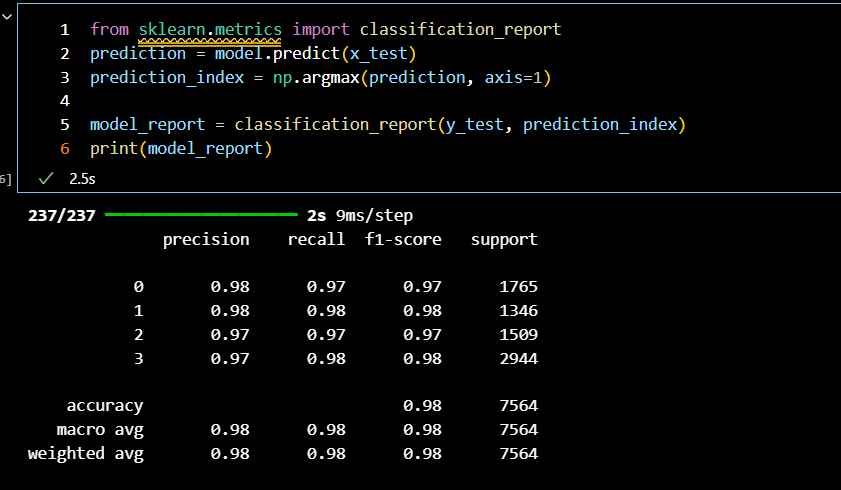 1 from sklearn.metrics import classification_report
2 prediction = model.predict(x_test)
3 prediction_index = np.argmax(prediction, axis=1)
4
5 model_report = classification_report(y_test, prediction_index)
6 print(model_report)
6] ✓ 2.5s
237/237 ━━━━━━━━━━━━━━━━━━━━ 2s 9ms/step
precision recall f1-score support
0 0.98 0.97 0.97 1765
1 0.98 0.98 0.98 1346
2 0.97 0.97 0.97 1509
3 0.97 0.98 0.98 2944
accuracy 0.98 7564
macro avg 0.98 0.98 0.98 7564
weighted avg 0.98 0.98 0.98 7564